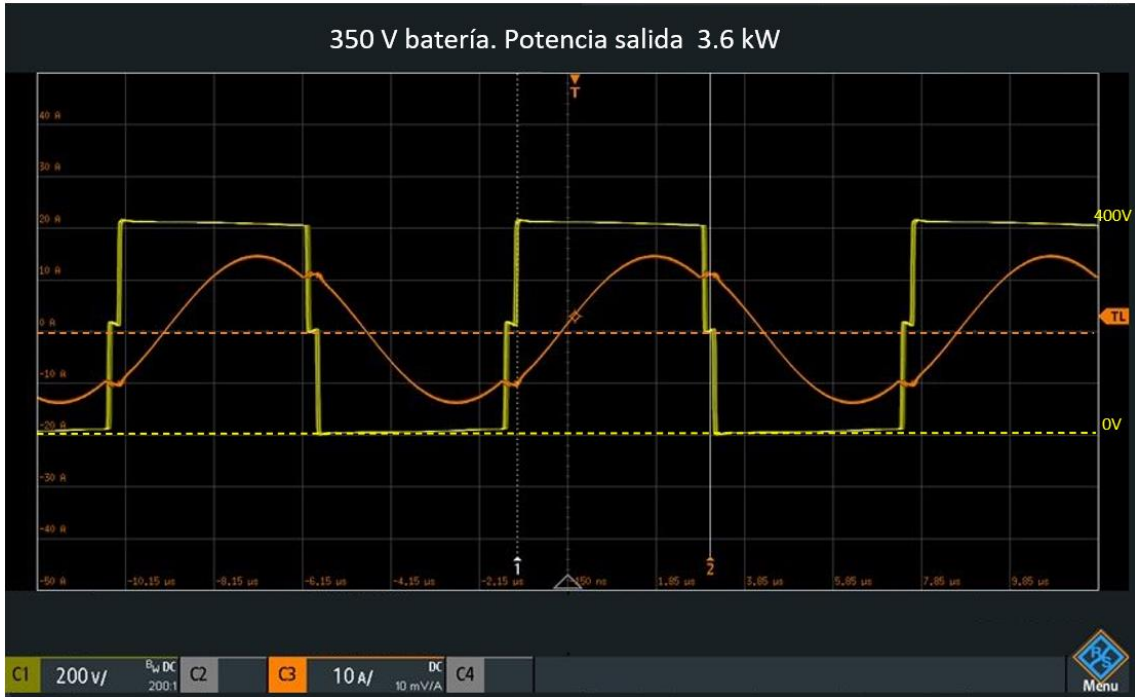 350 V batería. Potencia salida 3.6 kW
T
40 A
30 A
20 A
400V
10 A
0 A
TL
-10 A
-20 A
0V
-30 A
-40 A
1
2
-50 A
-10,15 µs
-8,15 µs
-6,15 µs
-4,15 µs
-2,15 µs
-150 ns
1,85 µs
3,85 µs
5,85 µs
7,85 µs
9,85 µs
C1 200 V/ BW DC 200:1 C2 C3 10 A/ DC 10 mV/A C4
R&S
Menu